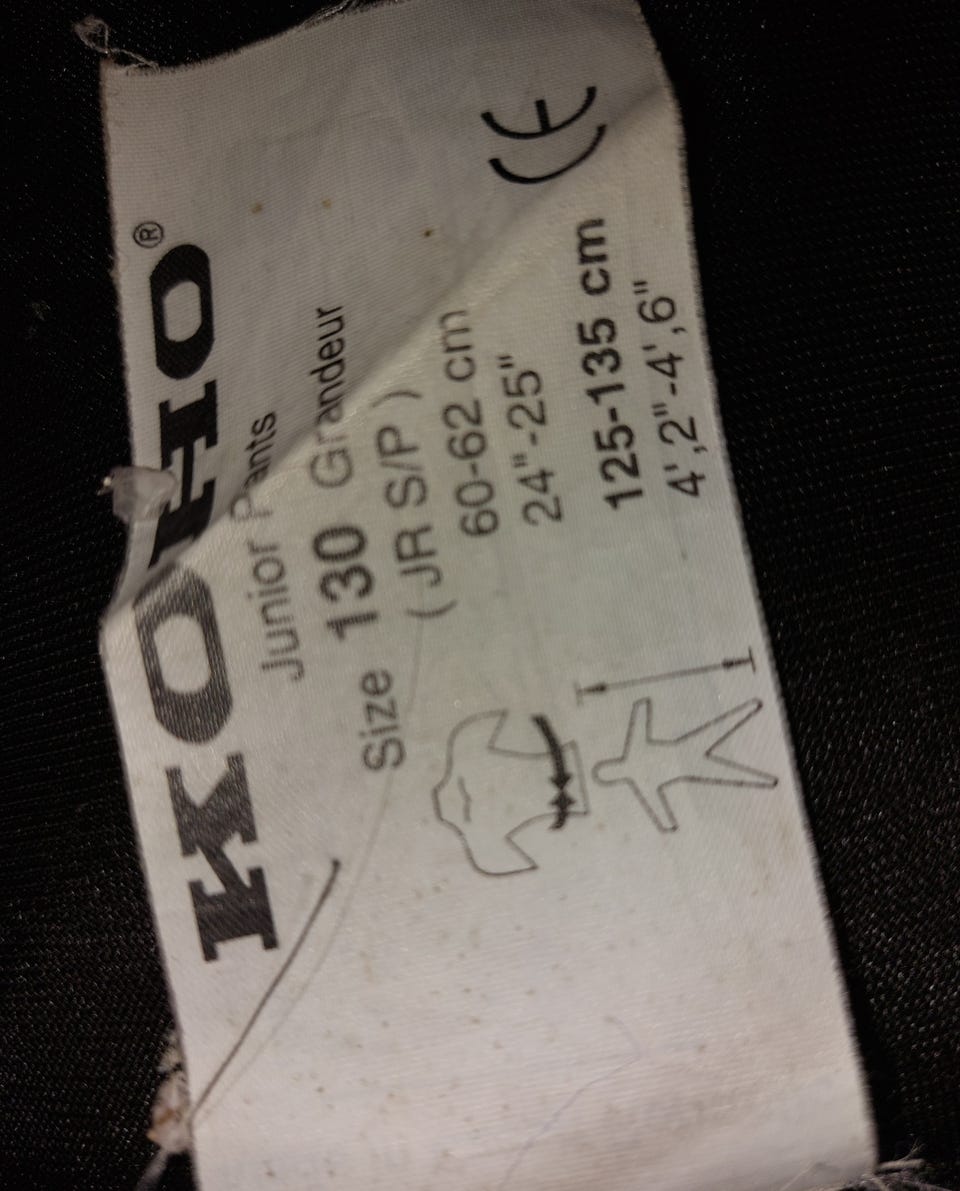 KOHO®
Junior Pants
Size 130 Grandeur
( JR S/P )
60-62 cm
24"-25"
125-135 cm
4',2"-4',6"
CE